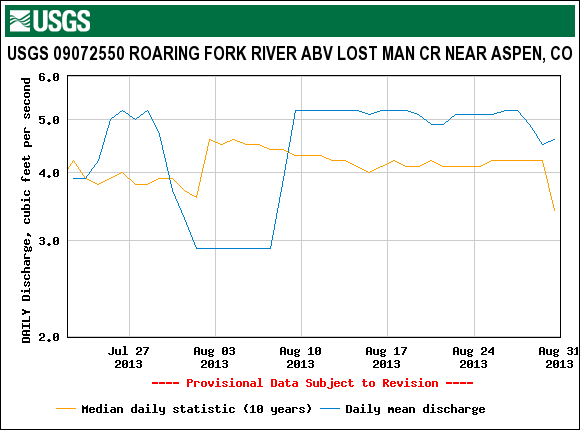 USGS
USGS 09072550 ROARING FORK RIVER ABV LOST MAN CR NEAR ASPEN, CO
DAILY Discharge, cubic feet per second
6.0
5.0
4.0
3.0
2.0
Jul 27 2013
Aug 03 2013
Aug 10 2013
Aug 17 2013
Aug 24 2013
Aug 31 2013
---- Provisional Data Subject to Revision ----
Median daily statistic (10 years)
Daily mean discharge